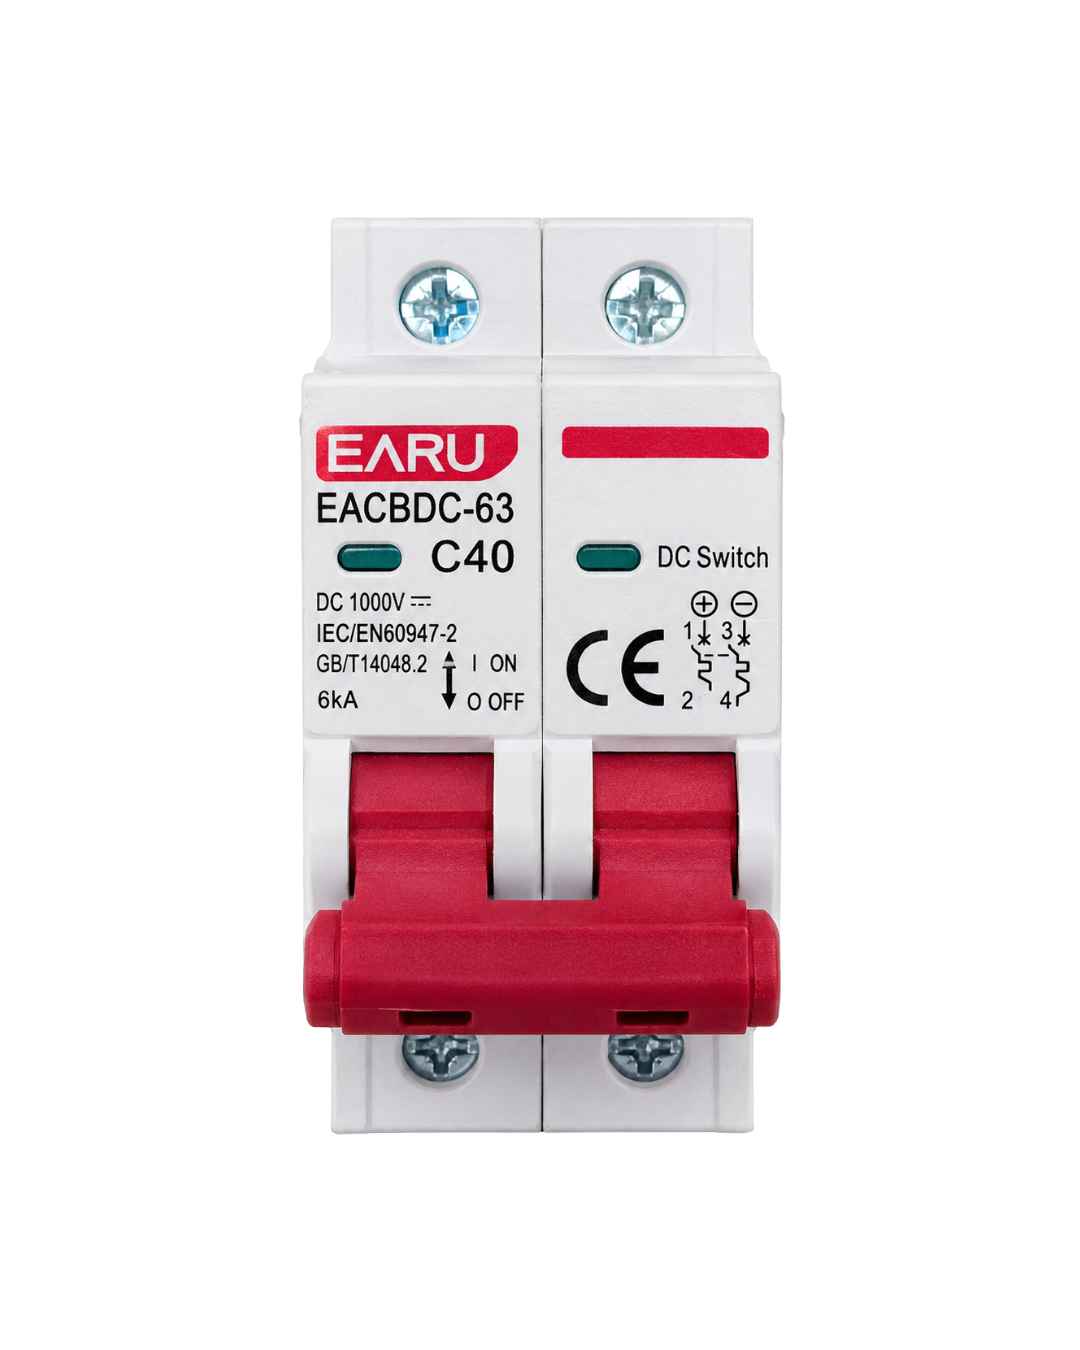 EARU
EACBDC-63
C40
DC 1000V
IEC/EN60947-2
GB/T14048.2
I ON
6kA
O OFF
DC Switch
+ −
1 3
CE
2 4